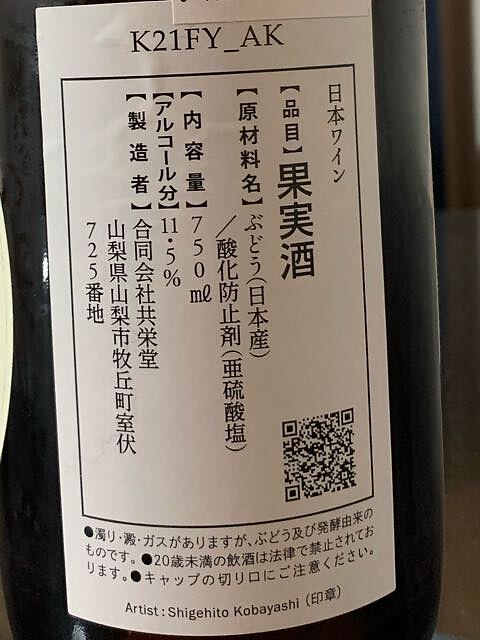 K21FY_AK
日本ワイン
【品目】果実酒
【原材料名】ぶどう(日本産)
／酸化防止剤(亜硫酸塩)
【内容量】750㎖
【アルコール分】11・5%
【製造者】合同会社共栄堂
山梨県山梨市牧丘町室伏
725番地
●濁り・澱・ガスがありますが、ぶどう及び発酵由来の
ものです。●20歳未満の飲酒は法律で禁止されてお
ります。●キャップの切り口にご注意ください。
Artist : Shigehito Kobayashi（印章）